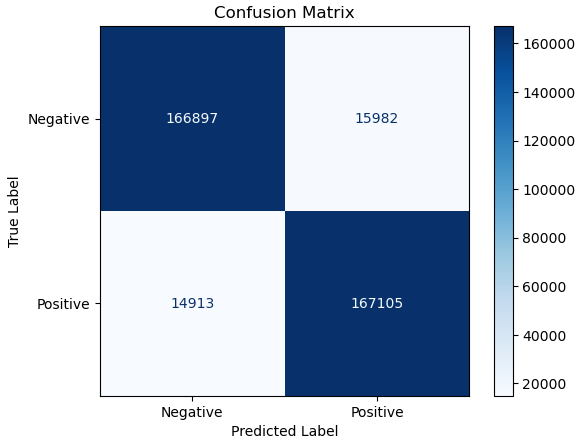 Confusion Matrix
True Label
Negative
166897
15982
Positive
14913
167105
Negative
Positive
Predicted Label
160000
140000
120000
100000
80000
60000
40000
20000